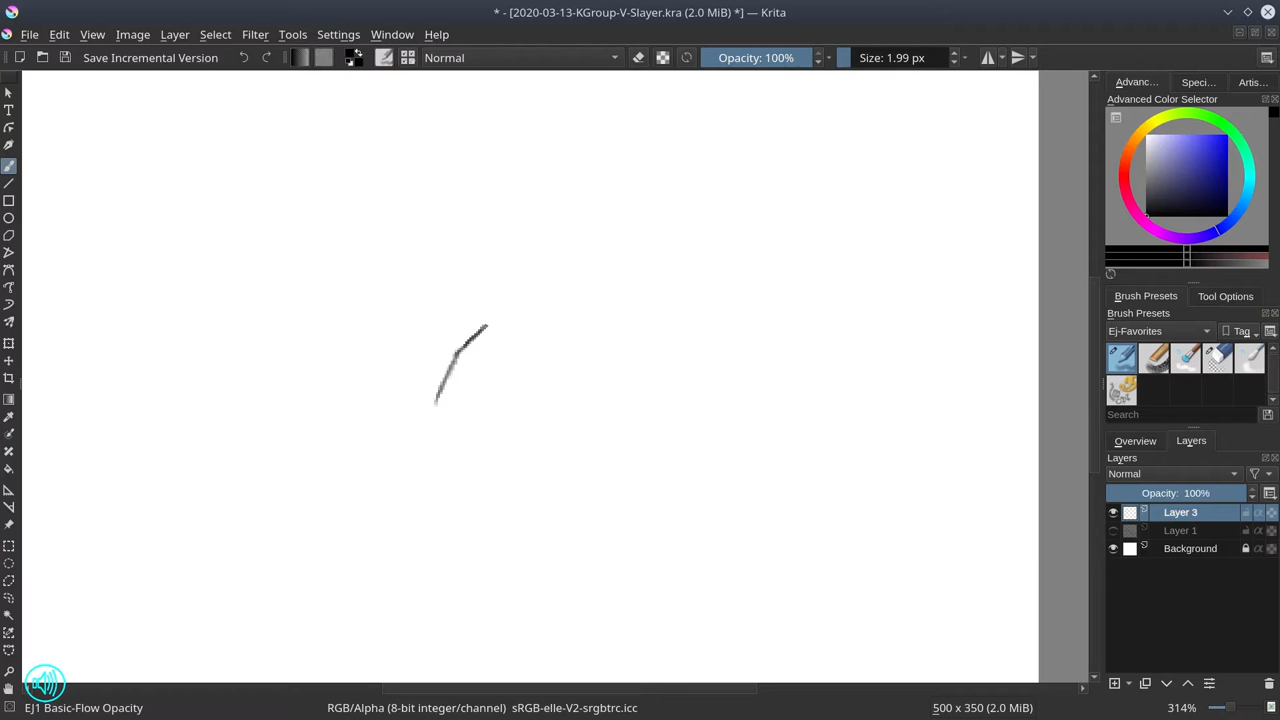 * - [2020-03-13-KGroup-V-Slayer.kra (2.0 MiB) *] — Krita
File Edit View Image Layer Select Filter Tools Settings Window Help
Save Incremental Version Normal Opacity: 100% Size: 1.99 px
Advanc... Speci... Artis...
Advanced Color Selector
Brush Presets Tool Options
Brush Presets
Ej-Favorites Tag
Search
Overview Layers
Layers
Normal
Opacity: 100%
Layer 3
Layer 1
Background
EJ1 Basic-Flow Opacity RGB/Alpha (8-bit integer/channel) sRGB-elle-V2-srgbtrc.icc 500 x 350 (2.0 MiB) 314%